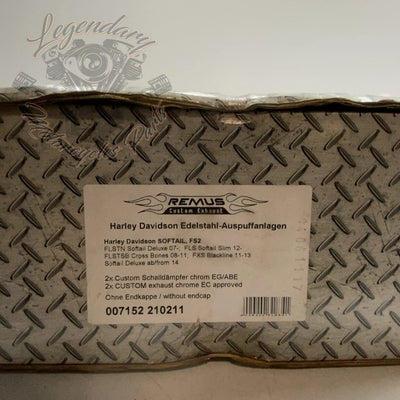 Legendary
Motorcycles Parts
REMUS
Custom Exhaust
Harley Davidson Edelstahl-Auspuffanlagen
Harley Davidson SOFTAIL, FS2
FLSTN Softail Deluxe 07-; FLS Softail Slim 12-
FLSTSB Cross Bones 08-11; FXS Blackline 11-13
Softail Deluxe ab/from 14
2x Custom Schalldämpfer chrom EG/ABE
2x CUSTOM exhaust chrome EC approved
Ohne Endkappe / without endcap
007152 210211